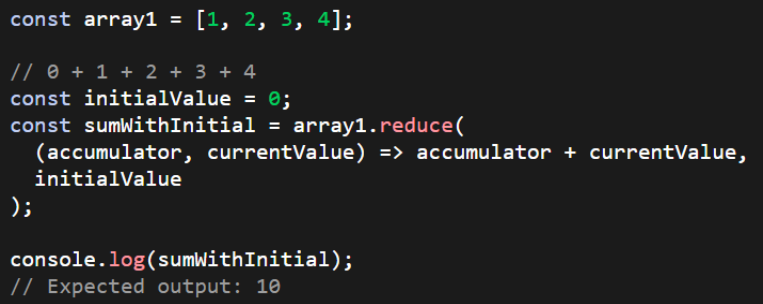 const array1 = [1, 2, 3, 4];
// 0 + 1 + 2 + 3 + 4
const initialValue = 0;
const sumWithInitial = array1.reduce(
  (accumulator, currentValue) => accumulator + currentValue,
  initialValue
);
console.log(sumWithInitial);
// Expected output: 10